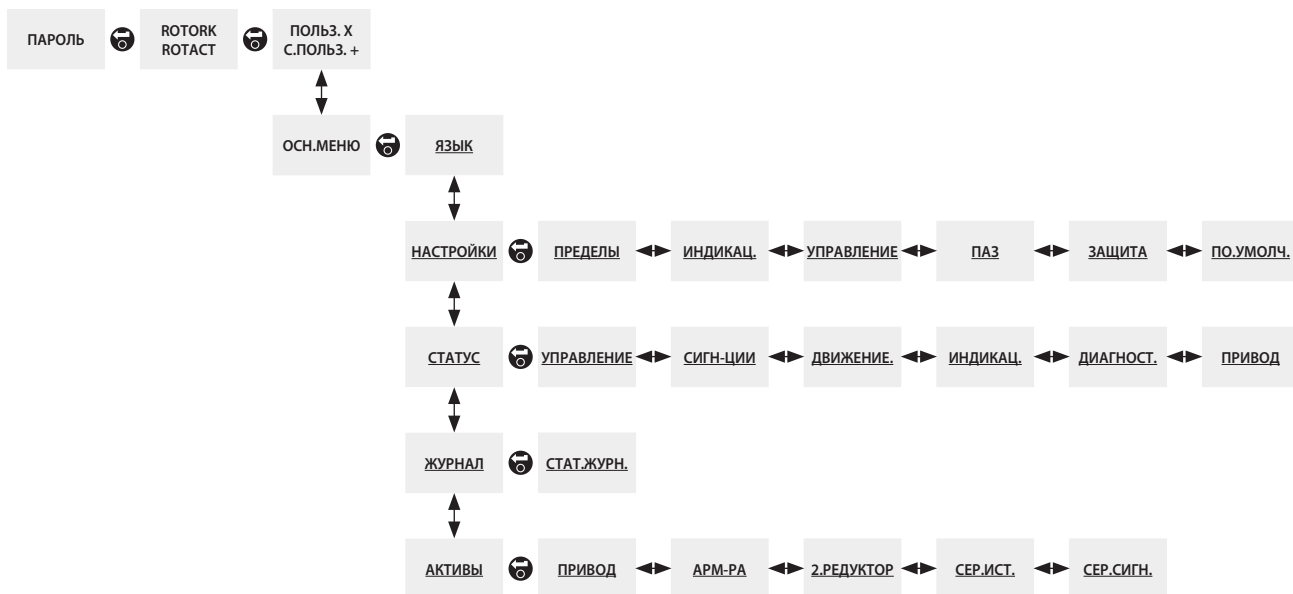 ПАРОЛЬ
ROTORK
ROTACT
ПОЛЬЗ. X
С.ПОЛЬЗ. +
ОСН.МЕНЮ
ЯЗЫК
НАСТРОЙКИ
ПРЕДЕЛЫ
ИНДИКАЦ.
УПРАВЛЕНИЕ
ПАЗ
ЗАЩИТА
ПО.УМОЛЧ.
СТАТУС
УПРАВЛЕНИЕ
СИГН-ЦИИ
ДВИЖЕНИЕ.
ИНДИКАЦ.
ДИАГНОСТ.
ПРИВОД
ЖУРНАЛ
СТАТ.ЖУРН.
АКТИВЫ
ПРИВОД
АРМ-РА
2.РЕДУКТОР
СЕР.ИСТ.
СЕР.СИГН.